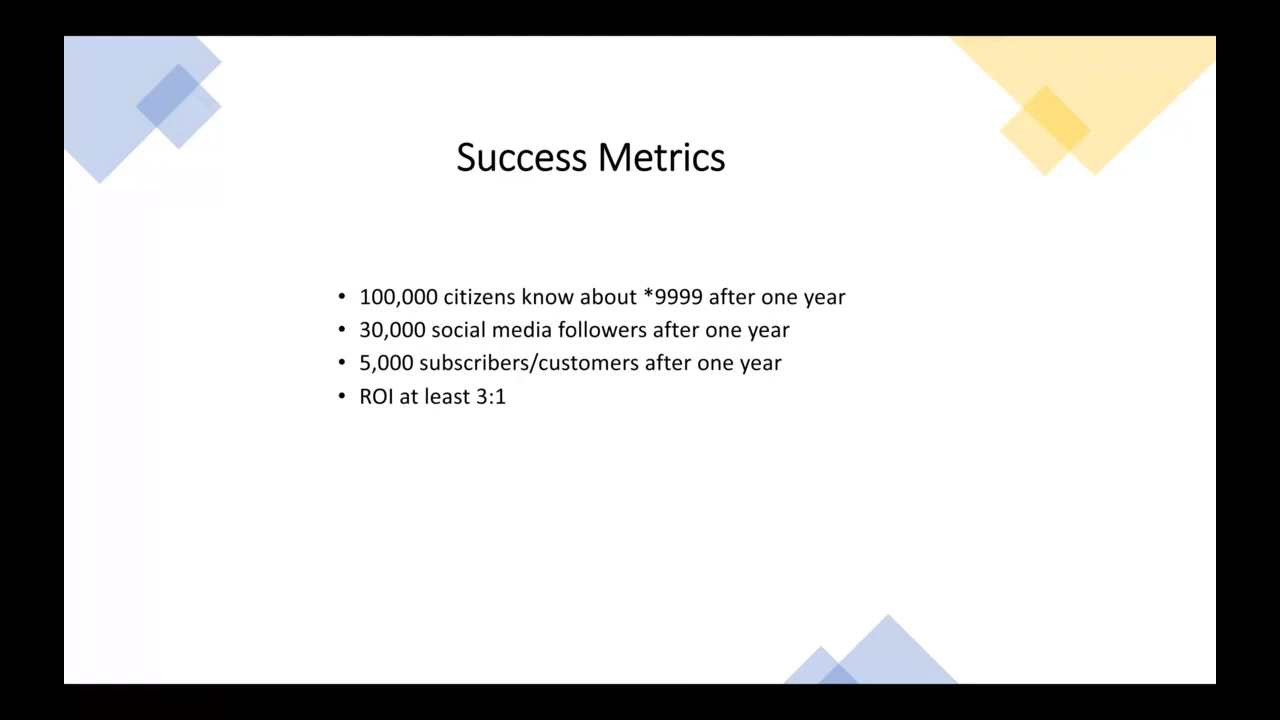 Success Metrics
• 100,000 citizens know about *9999 after one year
• 30,000 social media followers after one year
• 5,000 subscribers/customers after one year
• ROI at least 3:1